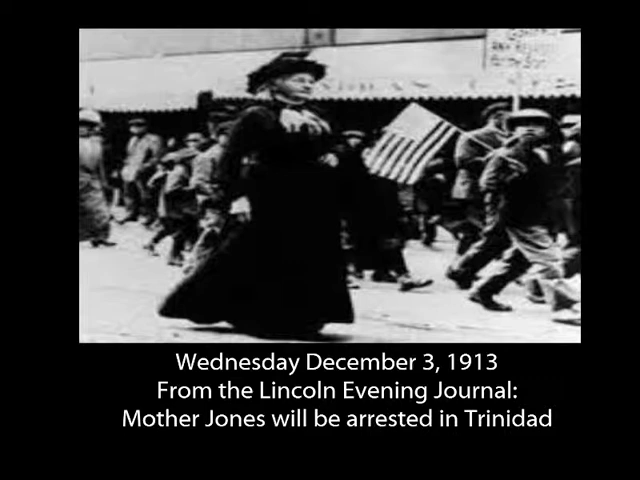 Wednesday December 3, 1913
From the Lincoln Evening Journal:
Mother Jones will be arrested in Trinidad